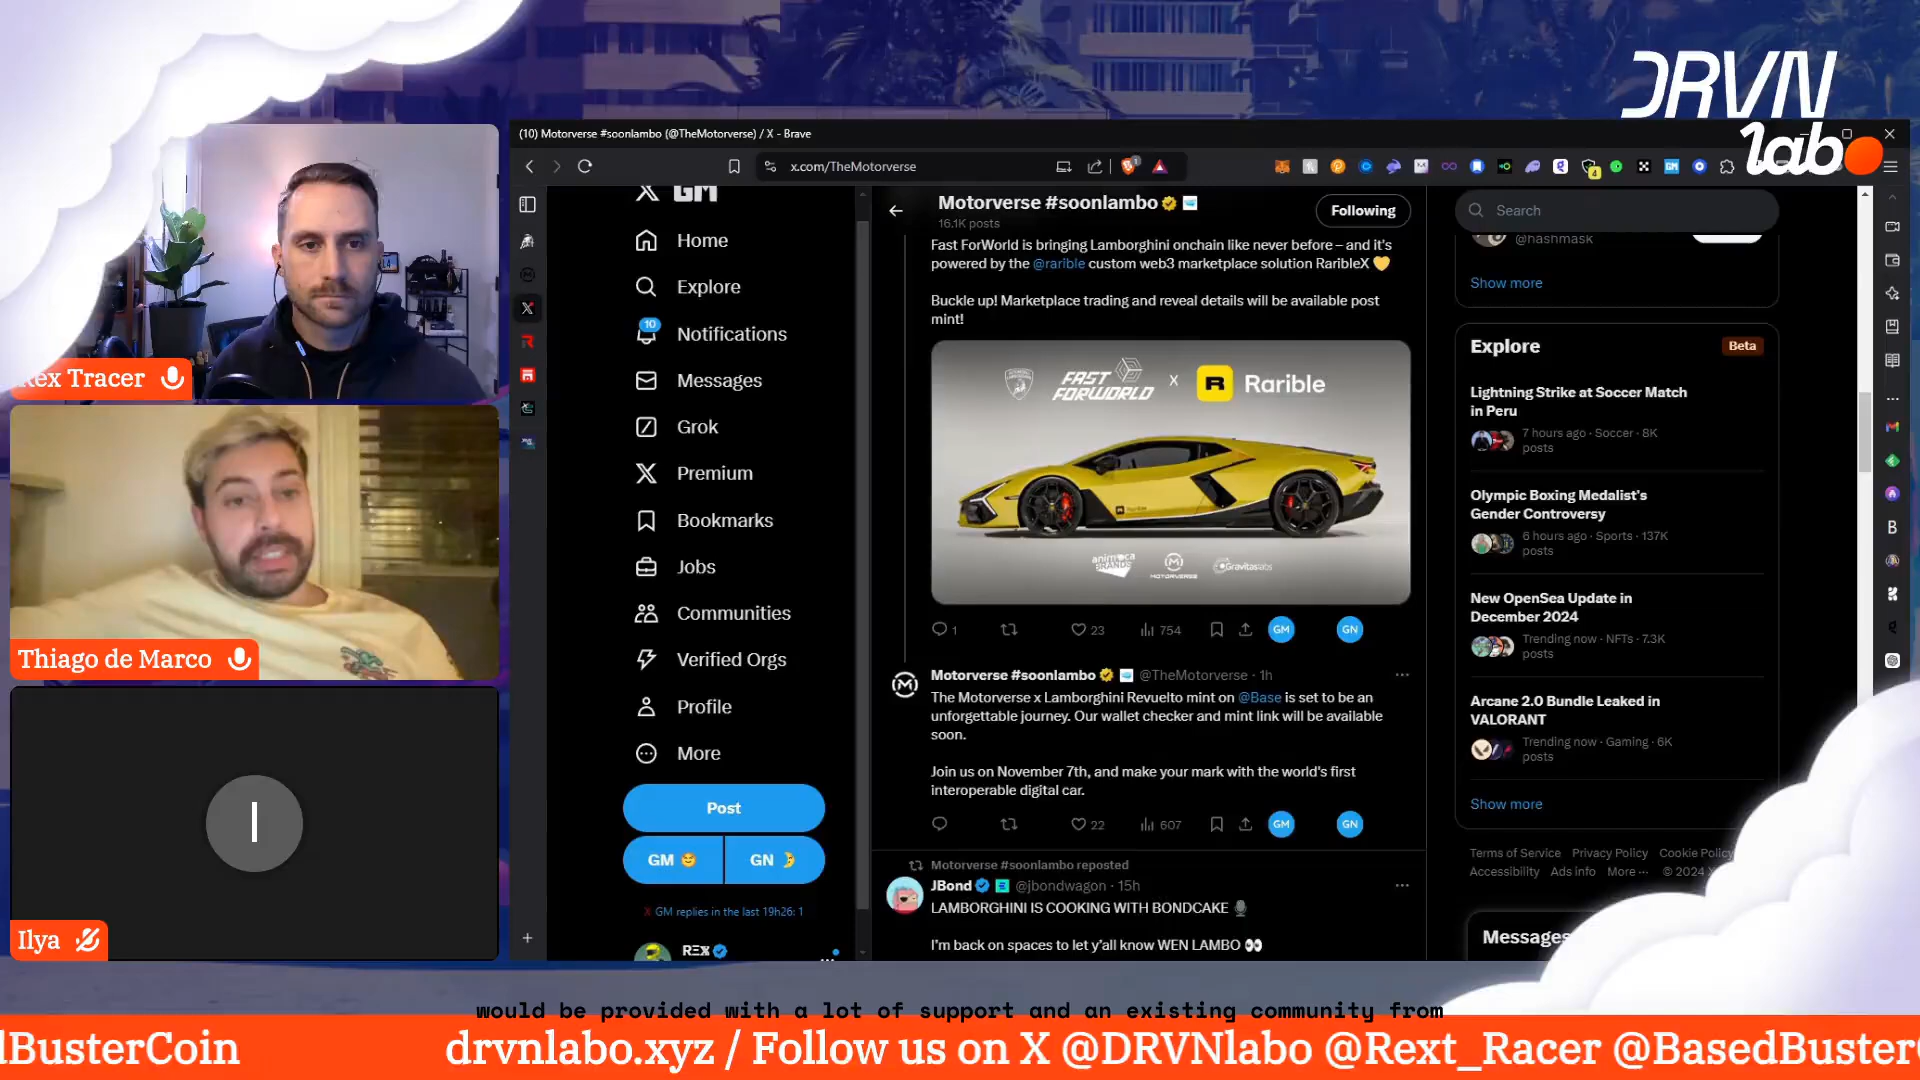 DRVN
labo
(10) Motorverse #soonlambo (@TheMotorverse) / X - Brave
x.com/TheMotorverse
Rex Tracer
Thiago de Marco
I
Ilya
X GM
Home
Explore
10
Notifications
Messages
Grok
Premium
Bookmarks
Jobs
Communities
Verified Orgs
Profile
More
Post
GM
GN
X GM replies in the last 19h26: 1
Motorverse #soonlambo
16.1K posts
Following
Fast ForWorld is bringing Lamborghini onchain like never before – and it's
powered by the @rarible custom web3 marketplace solution RaribleX
Buckle up! Marketplace trading and reveal details will be available post
mint!
FAST
FORWORLD
X
R Rarible
animoca
BRANDS
MOTORVERSE
Gravitaslabs
1
23
754
GM
GN
Motorverse #soonlambo @TheMotorverse · 1h
The Motorverse x Lamborghini Revuelto mint on @Base is set to be an
unforgettable journey. Our wallet checker and mint link will be available
soon.
Join us on November 7th, and make your mark with the world's first
interoperable digital car.
22
607
GM
GN
Motorverse #soonlambo reposted
JBond @jbondwagon · 15h
LAMBORGHINI IS COOKING WITH BONDCAKE
I'm back on spaces to let y'all know WEN LAMBO
Search
@hashmask
Show more
Explore
Beta
Lightning Strike at Soccer Match
in Peru
7 hours ago · Soccer · 8K
posts
Olympic Boxing Medalist's
Gender Controversy
6 hours ago · Sports · 137K
posts
New OpenSea Update in
December 2024
Trending now · NFTs · 7.3K
posts
Arcane 2.0 Bundle Leaked in
VALORANT
Trending now · Gaming · 6K
posts
Show more
Terms of Service Privacy Policy Cookie Policy
Accessibility Ads info More ··· © 2024 X
Messages
would be provided with a lot of support and an existing community from
dBusterCoin drvnlabo.xyz / Follow us on X @DRVNlabo @Rext_Racer @BasedBuster